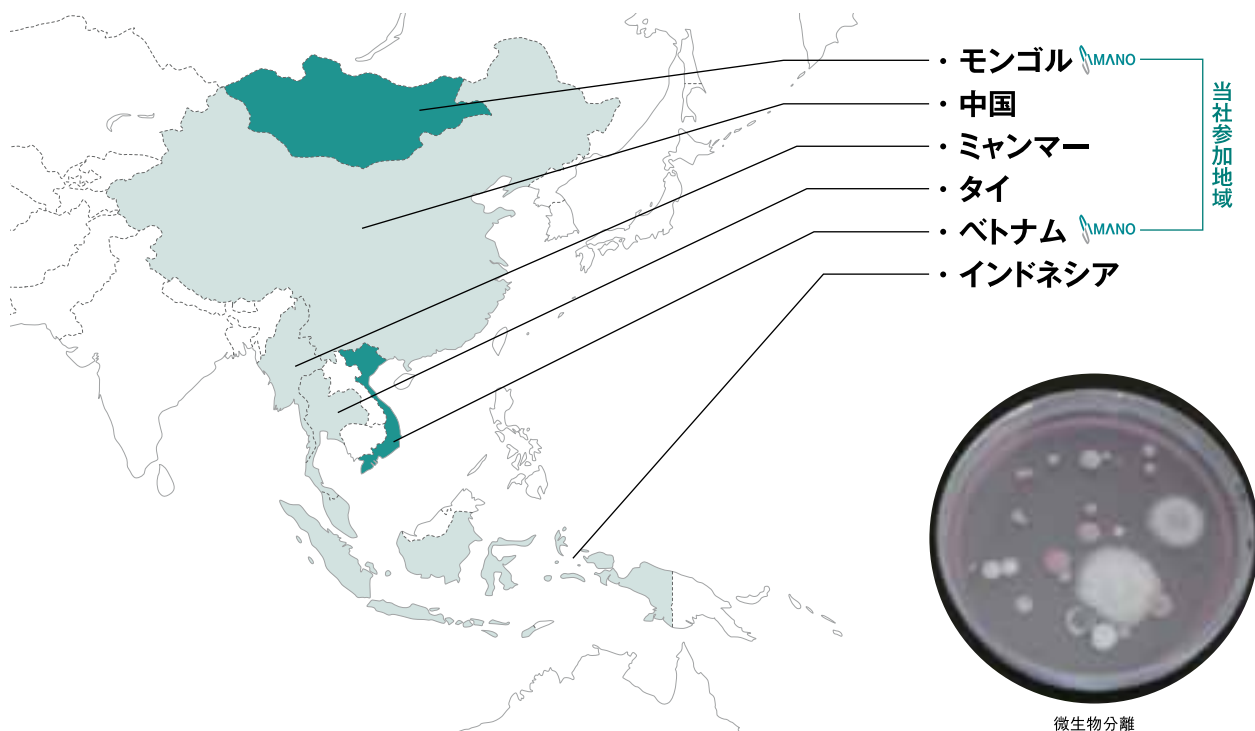 ・モンゴル AMANO
・中国
・ミャンマー
・タイ
・ベトナム AMANO
・インドネシア
当社参加地域
微生物分離